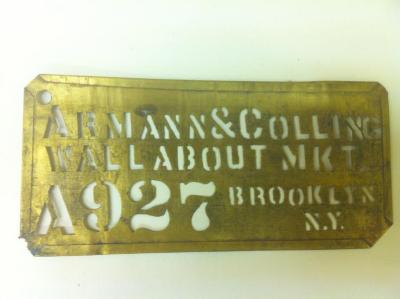 ARMANN&COLLING
WALLABOUT MKT.
A927 BROOKLYN
N.Y.